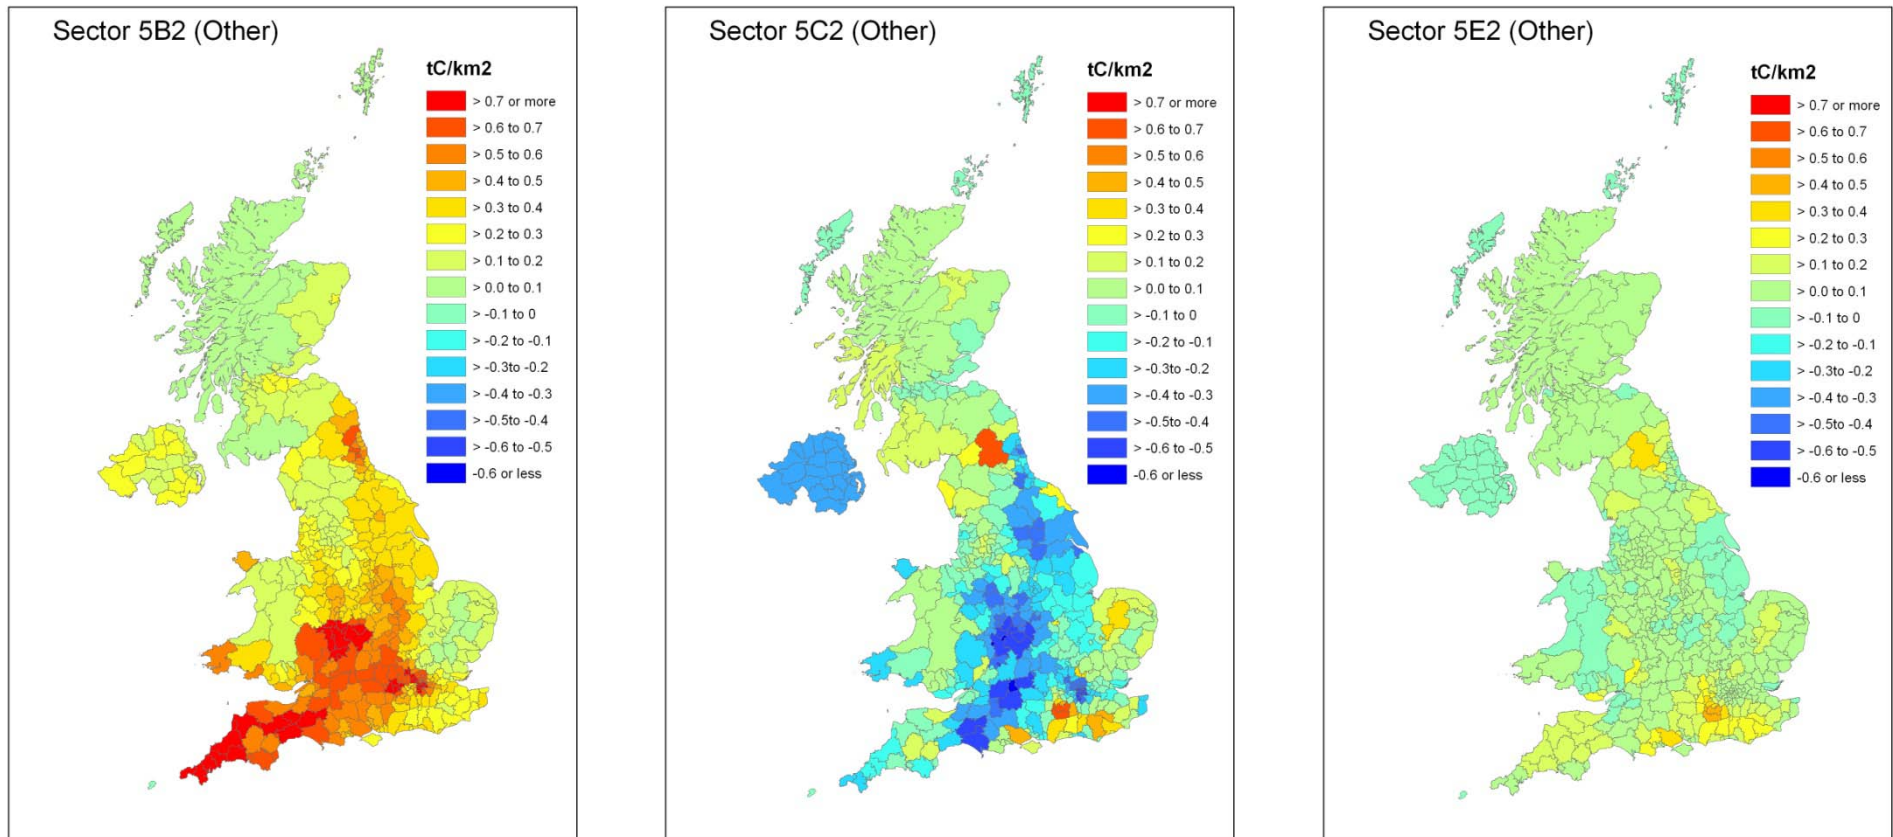 Sector 5B2 (Other)
tC/km2
> 0.7 or more
> 0.6 to 0.7
> 0.5 to 0.6
> 0.4 to 0.5
> 0.3 to 0.4
> 0.2 to 0.3
> 0.1 to 0.2
> 0.0 to 0.1
> -0.1 to 0
> -0.2 to -0.1
> -0.3to -0.2
> -0.4 to -0.3
> -0.5to -0.4
> -0.6 to -0.5
-0.6 or less
Sector 5C2 (Other)
tC/km2
> 0.7 or more
> 0.6 to 0.7
> 0.5 to 0.6
> 0.4 to 0.5
> 0.3 to 0.4
> 0.2 to 0.3
> 0.1 to 0.2
> 0.0 to 0.1
> -0.1 to 0
> -0.2 to -0.1
> -0.3to -0.2
> -0.4 to -0.3
> -0.5to -0.4
> -0.6 to -0.5
-0.6 or less
Sector 5E2 (Other)
tC/km2
> 0.7 or more
> 0.6 to 0.7
> 0.5 to 0.6
> 0.4 to 0.5
> 0.3 to 0.4
> 0.2 to 0.3
> 0.1 to 0.2
> 0.0 to 0.1
> -0.1 to 0
> -0.2 to -0.1
> -0.3to -0.2
> -0.4 to -0.3
> -0.5to -0.4
> -0.6 to -0.5
-0.6 or less